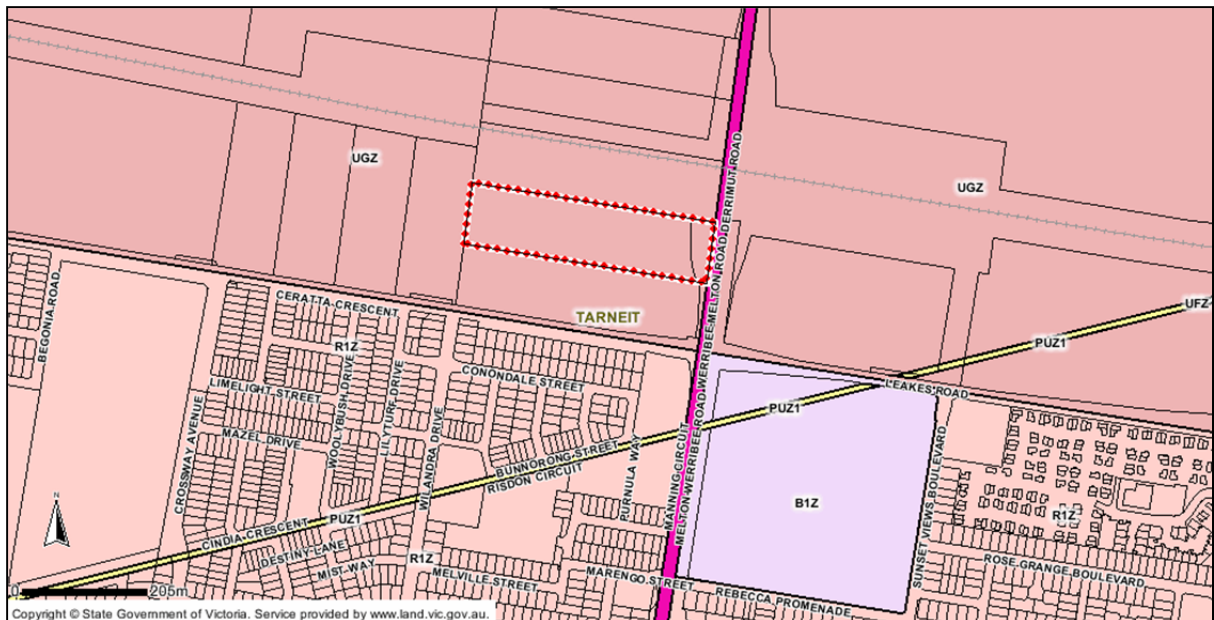 MELTON WERRIBEE ROAD WERRIBEE-MELTON ROAD DERRIMUT ROAD
UGZ
UGZ
BEGONIA ROAD
CERATTA CRESCENT
TARNEIT
UFZ
R1Z
PUZ1
CONONDALE STREET
LEAKES ROAD
LIMELIGHT STREET
WOOLYBUSH DRIVE
LILYTURF DRIVE
PUZ1
CROSSWAY AVENUE
MAZEL DRIVE
WILANDRA DRIVE
BUNNORONG STREET
RISDON CIRCUIT
PURNULA WAY
MANNING CIRCUIT
SUNSET VIEWS BOULEVARD
B1Z
R1Z
N
PUZ1
CINDIA CRESCENT
DESTINY LANE
MIST WAY
R1Z
MELVILLE STREET
MARENGO STREET
REBECCA PROMENADE
ROSE GRANGE BOULEVARD
0 205m
Copyright © State Government of Victoria. Service provided by www.land.vic.gov.au.